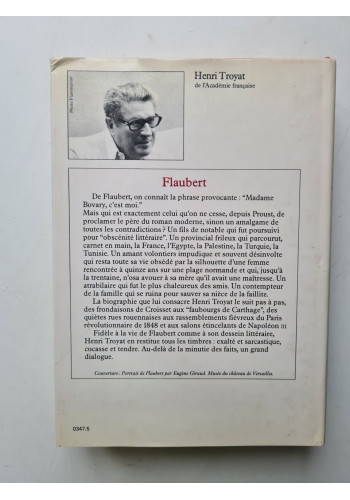 Photo Flammarion
Henri Troyat
de l'Académie française
Flaubert
De Flaubert, on connaît la phrase provocante : "Madame
Bovary, c'est moi."
Mais qui est exactement celui qu'on ne cesse, depuis Proust, de
proclamer le père du roman moderne, sinon un amalgame de
toutes les contradictions ? Un fils de notable qui fut poursuivi
pour "obscénité littéraire". Un provincial frileux qui parcourut,
carnet en main, la France, l'Egypte, la Palestine, la Turquie, la
Tunisie. Un amant volontiers impudique et souvent désinvolte
qui resta toute sa vie obsédé par la silhouette d'une femme
rencontrée à quinze ans sur une plage normande et qui, jusqu'à
la trentaine, n'osa avouer à sa mère qu'il avait une maîtresse. Un
atrabilaire qui fut le plus chaleureux des amis. Un contempteur
de la famille qui se ruina pour sauver sa nièce de la faillite.
La biographie que lui consacre Henri Troyat le suit pas à pas,
des frondaisons de Croisset aux "faubourgs de Carthage", des
quiètes rues rouennaises aux rassemblements fiévreux du Paris
révolutionnaire de 1848 et aux salons étincelants de Napoléon III
Fidèle à la vie de Flaubert comme à son dessein littéraire,
Henri Troyat en restitue tous les timbres : exalté et sarcastique,
cocasse et tendre. Au-delà de la minutie des faits, un grand
dialogue.
Couverture : Portrait de Flaubert par Eugène Giraud. Musée du château de Versailles.
0347.5